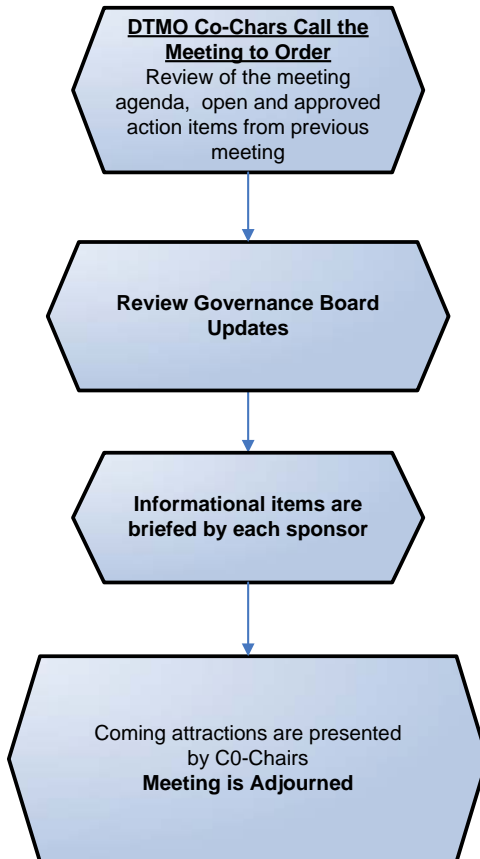 DTMO Co-Chars Call the
Meeting to Order
Review of the meeting
agenda,  open and approved
action items from previous
meeting
Review Governance Board
Updates
Informational items are
briefed by each sponsor
Coming attractions are presented
by C0-Chairs
Meeting is Adjourned